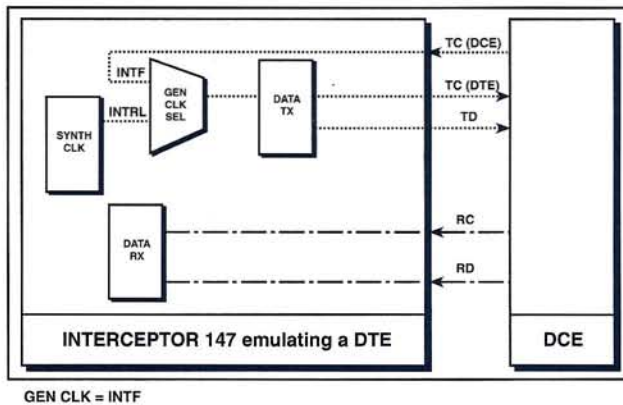 TC (DCE)
INTF
GEN
CLK
SEL
TC (DTE)
DATA
TX
INTRL
SYNTH
CLK
TD
RC
DATA
RX
RD
INTERCEPTOR 147 emulating a DTE
DCE
GEN CLK = INTF